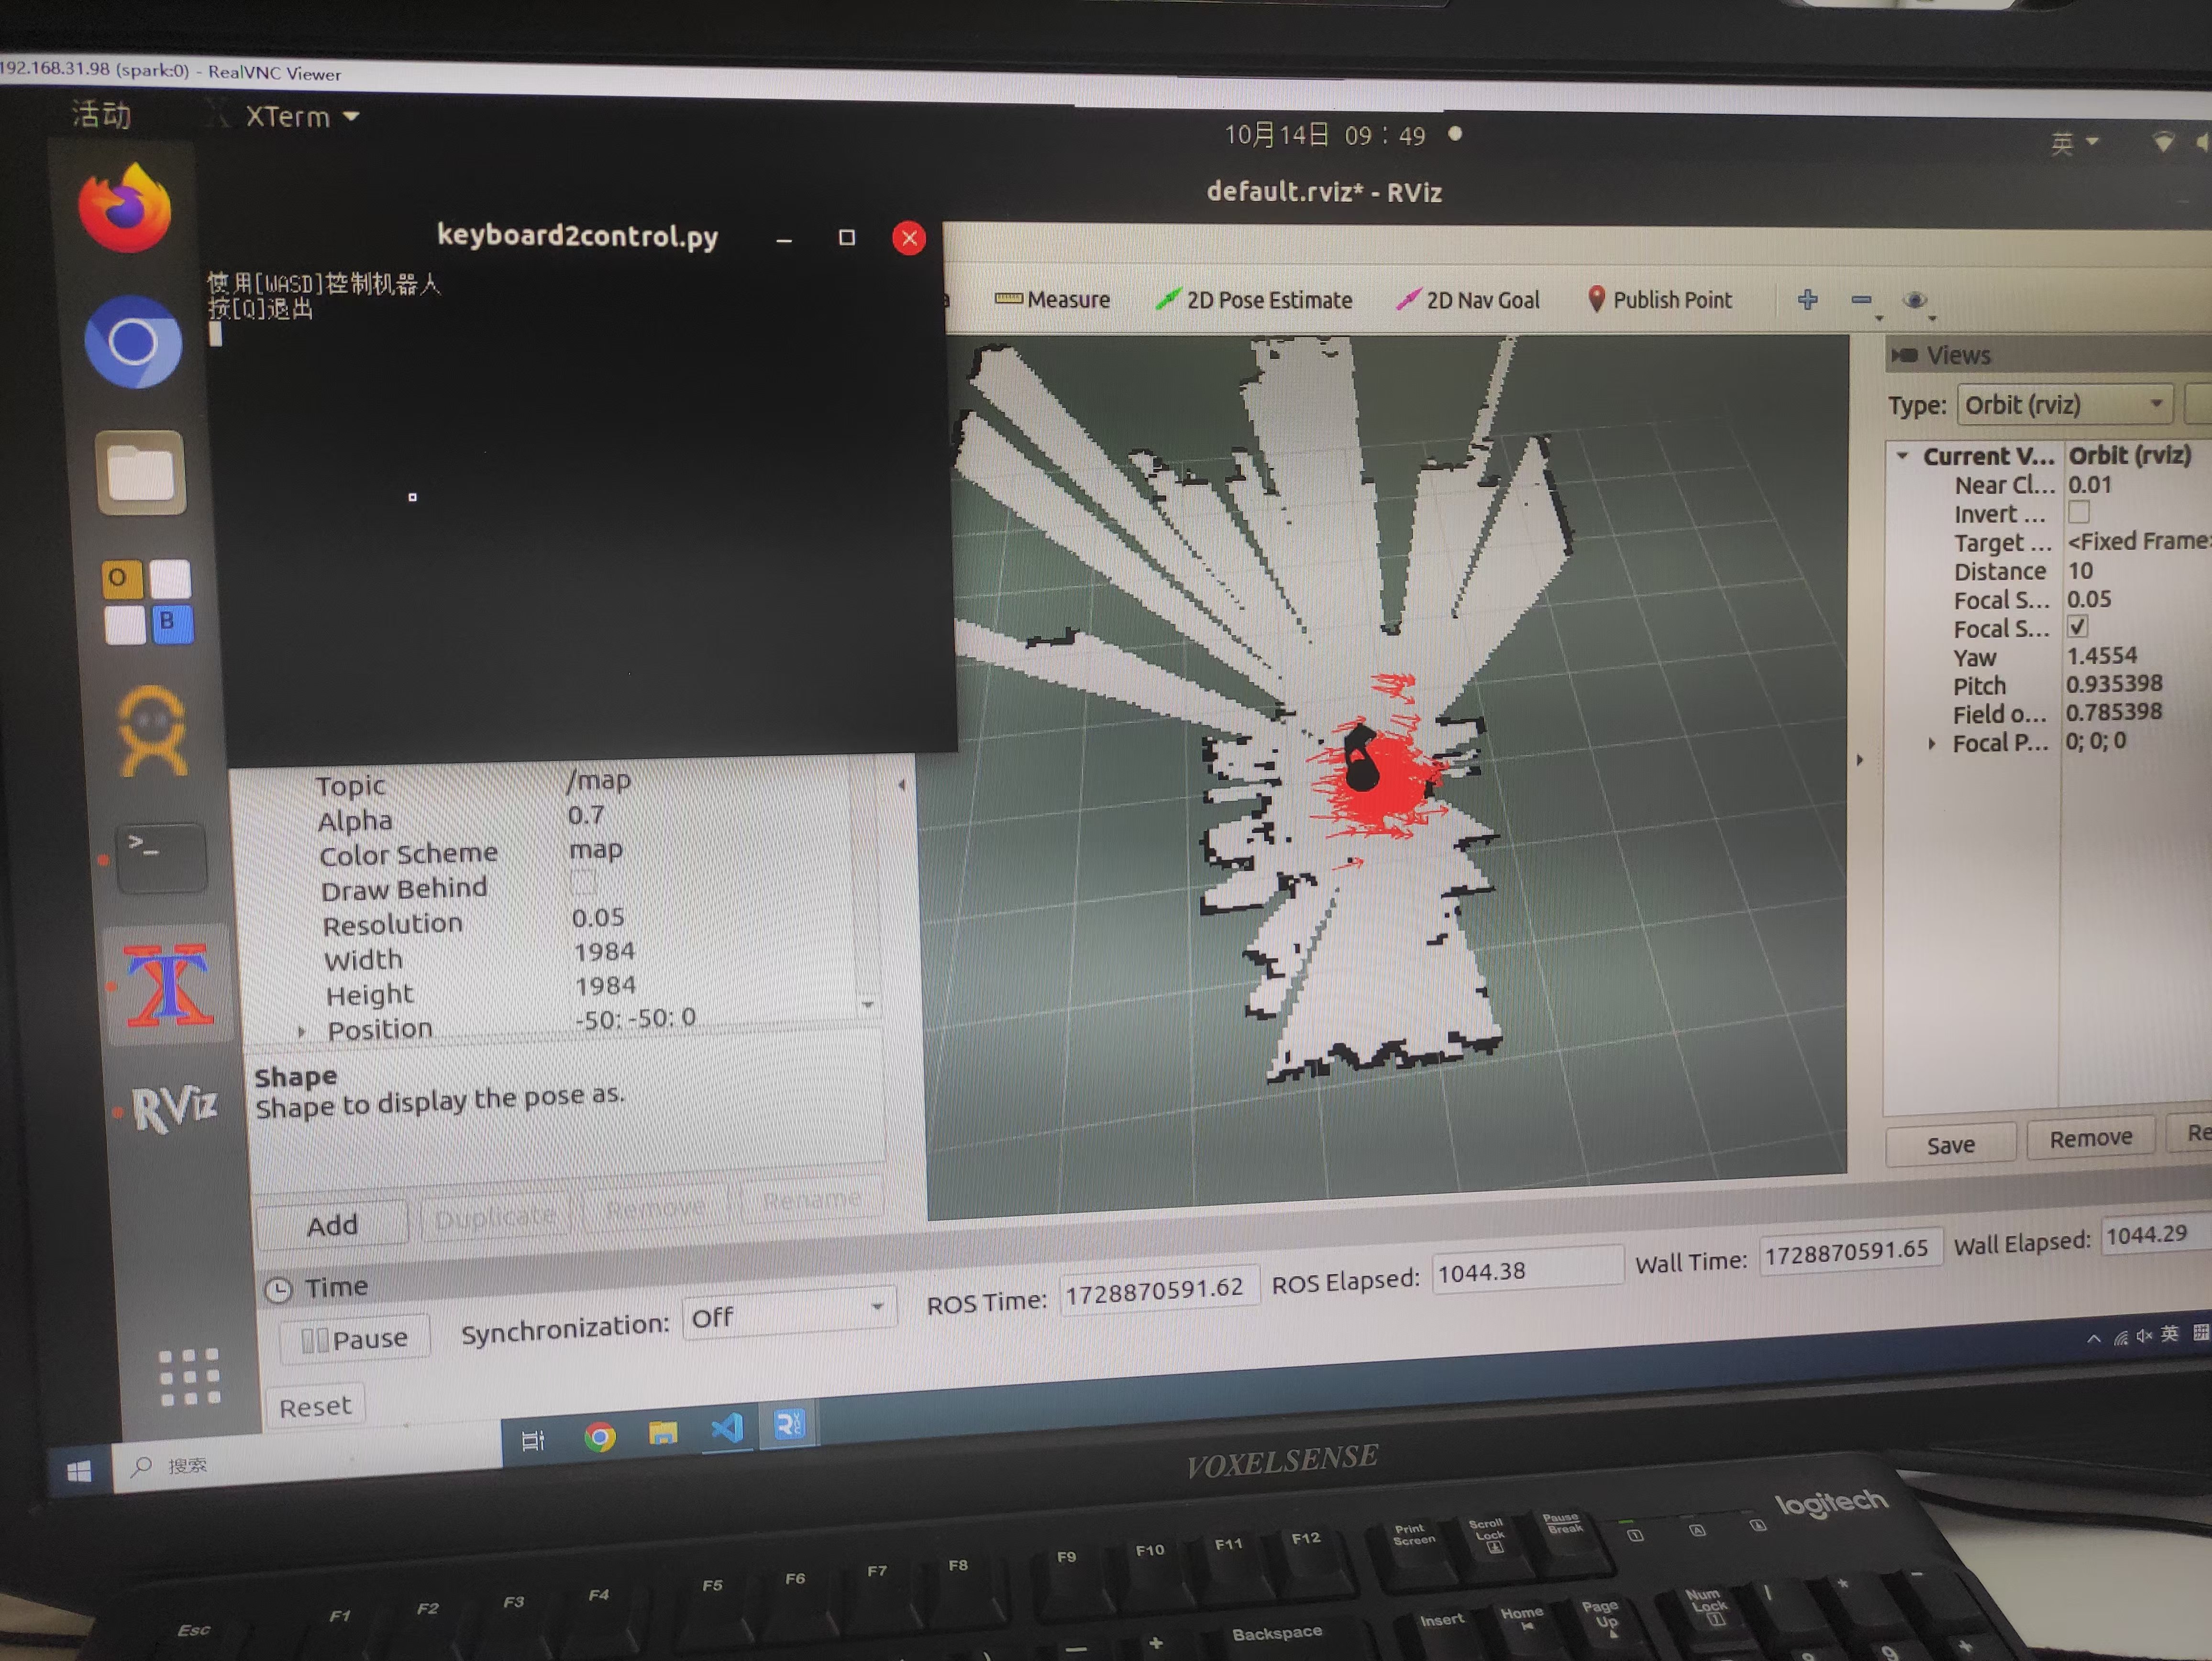 192.168.31.98 (spark:0) - RealVNC Viewer
活动
XTerm
10月14日 09：49
英
default.rviz* - RViz
keyboard2control.py
使用[WASD]控制机器人
按[Q]退出
Measure
2D Pose Estimate
2D Nav Goal
Publish Point
Views
Type: Orbit (rviz)
Current V... Orbit (rviz)
Near Cl... 0.01
Invert ...
Target ... <Fixed Frame>
Distance 10
Focal S... 0.05
Focal S...
Yaw 1.4554
Pitch 0.935398
Field o... 0.785398
Focal P... 0; 0; 0
Save
Remove
Re
O
B
>_
RViz
Topic /map
Alpha 0.7
Color Scheme map
Draw Behind
Resolution 0.05
Width 1984
Height 1984
Position -50; -50; 0
Shape
Shape to display the pose as.
Add
Duplicate
Remove
Rename
Time
Pause
Synchronization: Off
ROS Time: 1728870591.62
ROS Elapsed: 1044.38
Wall Time: 1728870591.65
Wall Elapsed: 1044.29
Reset
搜索
英
拼
VOXELSENSE
logitech
Esc
F1
F2
F3
F4
F5
F6
F7
F8
F9
F10
F11
F12
Print Screen
Scroll Lock
Pause Break
1
A
Backspace
Insert
Home
Page Up
Num Lock